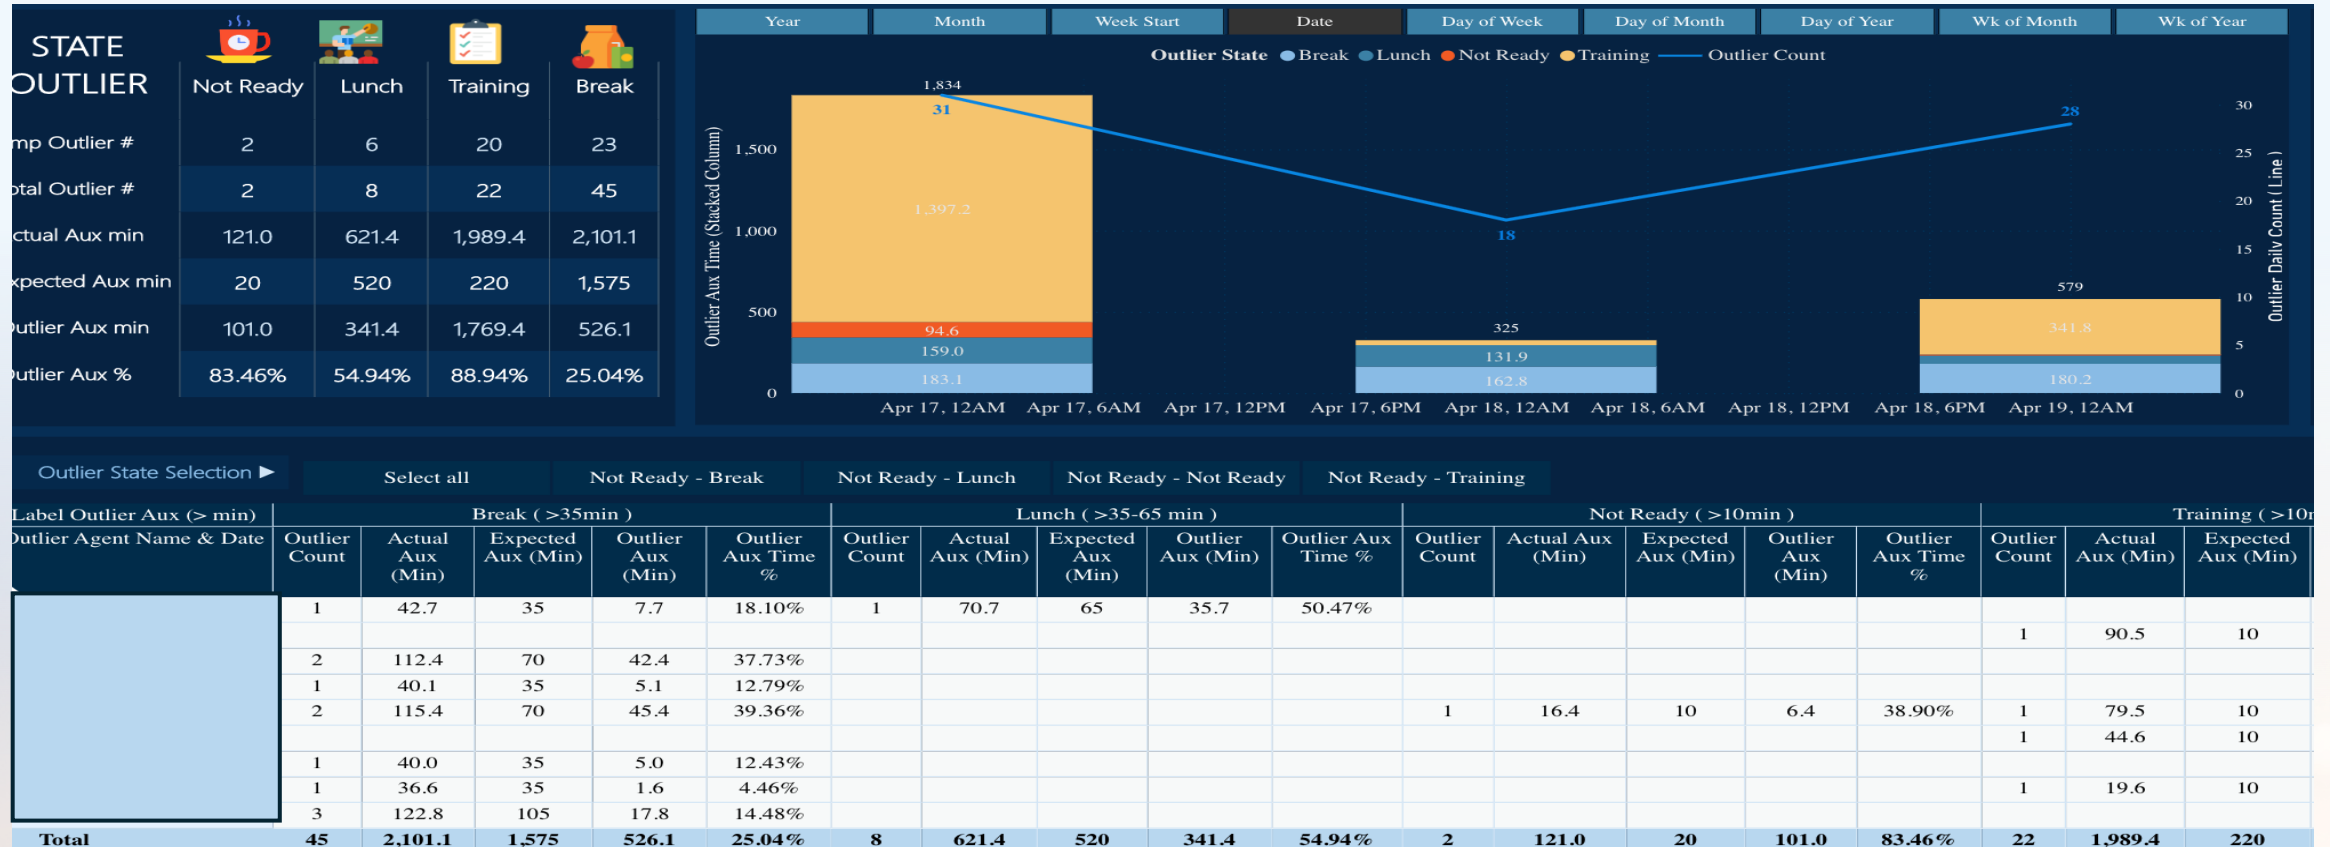 STATE
OUTLIER
Not Ready Lunch Training Break
mp Outlier # 2 6 20 23
otal Outlier # 2 8 22 45
ctual Aux min 121.0 621.4 1,989.4 2,101.1
xpected Aux min 20 520 220 1,575
utlier Aux min 101.0 341.4 1,769.4 526.1
utlier Aux % 83.46% 54.94% 88.94% 25.04%
Year Month Week Start Date Day of Week Day of Month Day of Year Wk of Month Wk of Year
Outlier State Break Lunch Not Ready Training Outlier Count
Outlier Aux Time (Stacked Column)
1,500
1,000
500
0
1,834
31
1,397.2
94.6
159.0
183.1
18
325
131.9
162.8
28
579
341.8
180.2
30
25
20
15
10
5
0
Outlier Daily Count ( Line )
Apr 17, 12AM Apr 17, 6AM Apr 17, 12PM Apr 17, 6PM Apr 18, 12AM Apr 18, 6AM Apr 18, 12PM Apr 18, 6PM Apr 19, 12AM
Outlier State Selection ► Select all Not Ready - Break Not Ready - Lunch Not Ready - Not Ready Not Ready - Training
Label Outlier Aux (> min) Break ( >35min ) Lunch ( >35-65 min ) Not Ready ( >10min ) Training ( >10m
Outlier Agent Name & Date Outlier Count Actual Aux (Min) Expected Aux (Min) Outlier Aux (Min) Outlier Aux Time % Outlier Count Actual Aux (Min) Expected Aux (Min) Outlier Aux (Min) Outlier Aux Time % Outlier Count Actual Aux (Min) Expected Aux (Min) Outlier Aux (Min) Outlier Aux Time % Outlier Count Actual Aux (Min) Expected Aux (Min)
1 42.7 35 7.7 18.10% 1 70.7 65 35.7 50.47%
1 90.5 10
2 112.4 70 42.4 37.73%
1 40.1 35 5.1 12.79%
2 115.4 70 45.4 39.36% 1 16.4 10 6.4 38.90% 1 79.5 10
1 44.6 10
1 40.0 35 5.0 12.43%
1 36.6 35 1.6 4.46% 1 19.6 10
3 122.8 105 17.8 14.48%
Total 45 2,101.1 1,575 526.1 25.04% 8 621.4 520 341.4 54.94% 2 121.0 20 101.0 83.46% 22 1,989.4 220